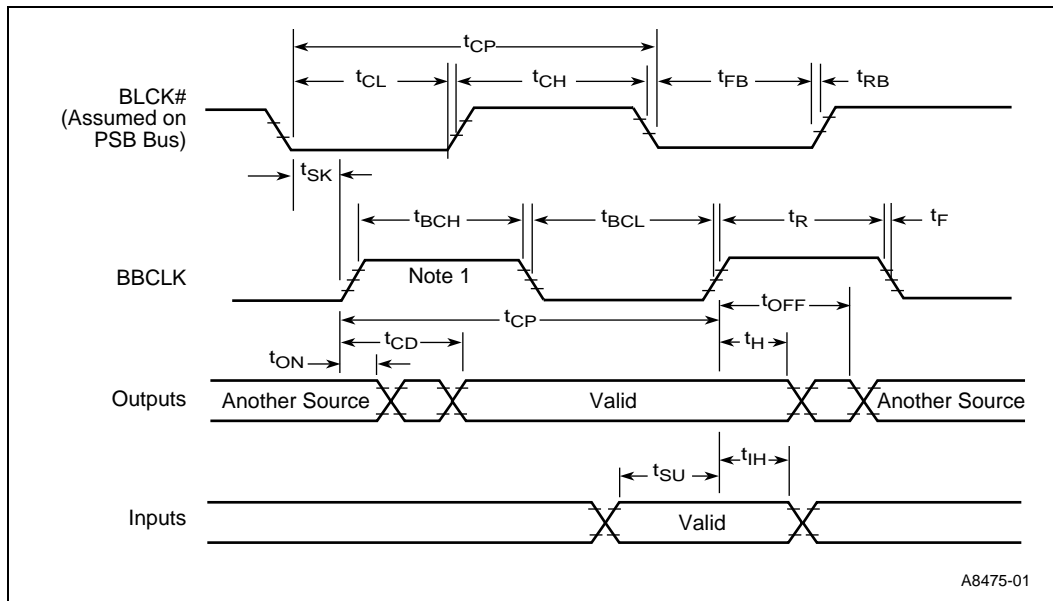 tCP
tCL
tCH
tFB
tRB
BLCK#
(Assumed on
PSB Bus)
tSK
tBCH
tBCL
tR
tF
BBCLK
Note 1
tOFF
tCP
tCD
tH
tON
Outputs
Another Source
Valid
Another Source
tSU
tIH
Inputs
Valid
A8475-01